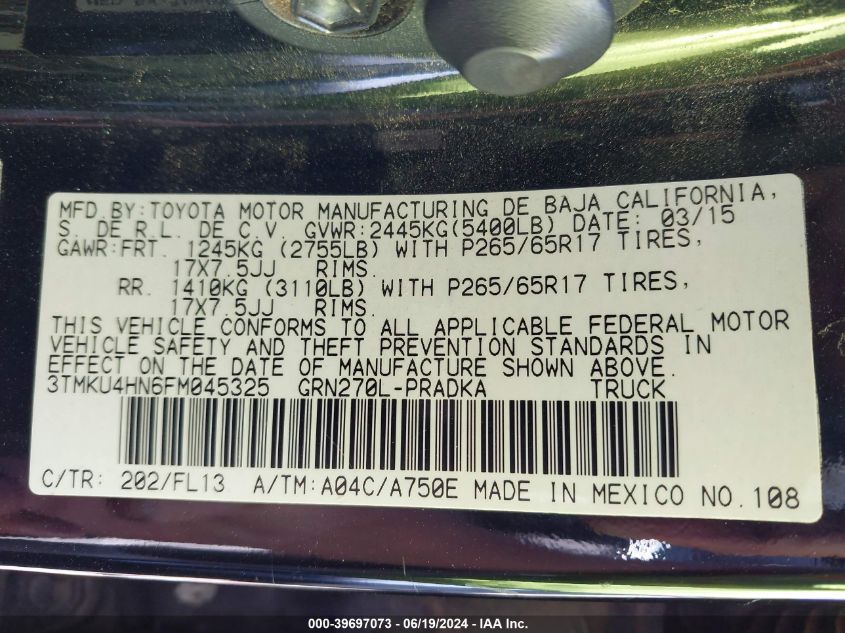 MFD.BY:TOYOTA MOTOR MANUFACTURING DE BAJA CALIFORNIA,
S. DE R.L. DE C.V. GVWR:2445KG(5400LB) DATE: 03/15
GAWR:FRT. 1245KG (2755LB) WITH P265/65R17 TIRES,
17X7.5JJ RIMS.
RR. 1410KG (3110LB) WITH P265/65R17 TIRES,
17X7.5JJ RIMS.
THIS VEHICLE CONFORMS TO ALL APPLICABLE FEDERAL MOTOR
VEHICLE SAFETY AND THEFT PREVENTION STANDARDS IN
EFFECT ON THE DATE OF MANUFACTURE SHOWN ABOVE.
3TMKU4HN6FM045325 GRN270L-PRADKA TRUCK
C/TR: 202/FL13 A/TM:A04C/A750E MADE IN MEXICO NO.108
000-39697073 - 06/19/2024 - IAA Inc.